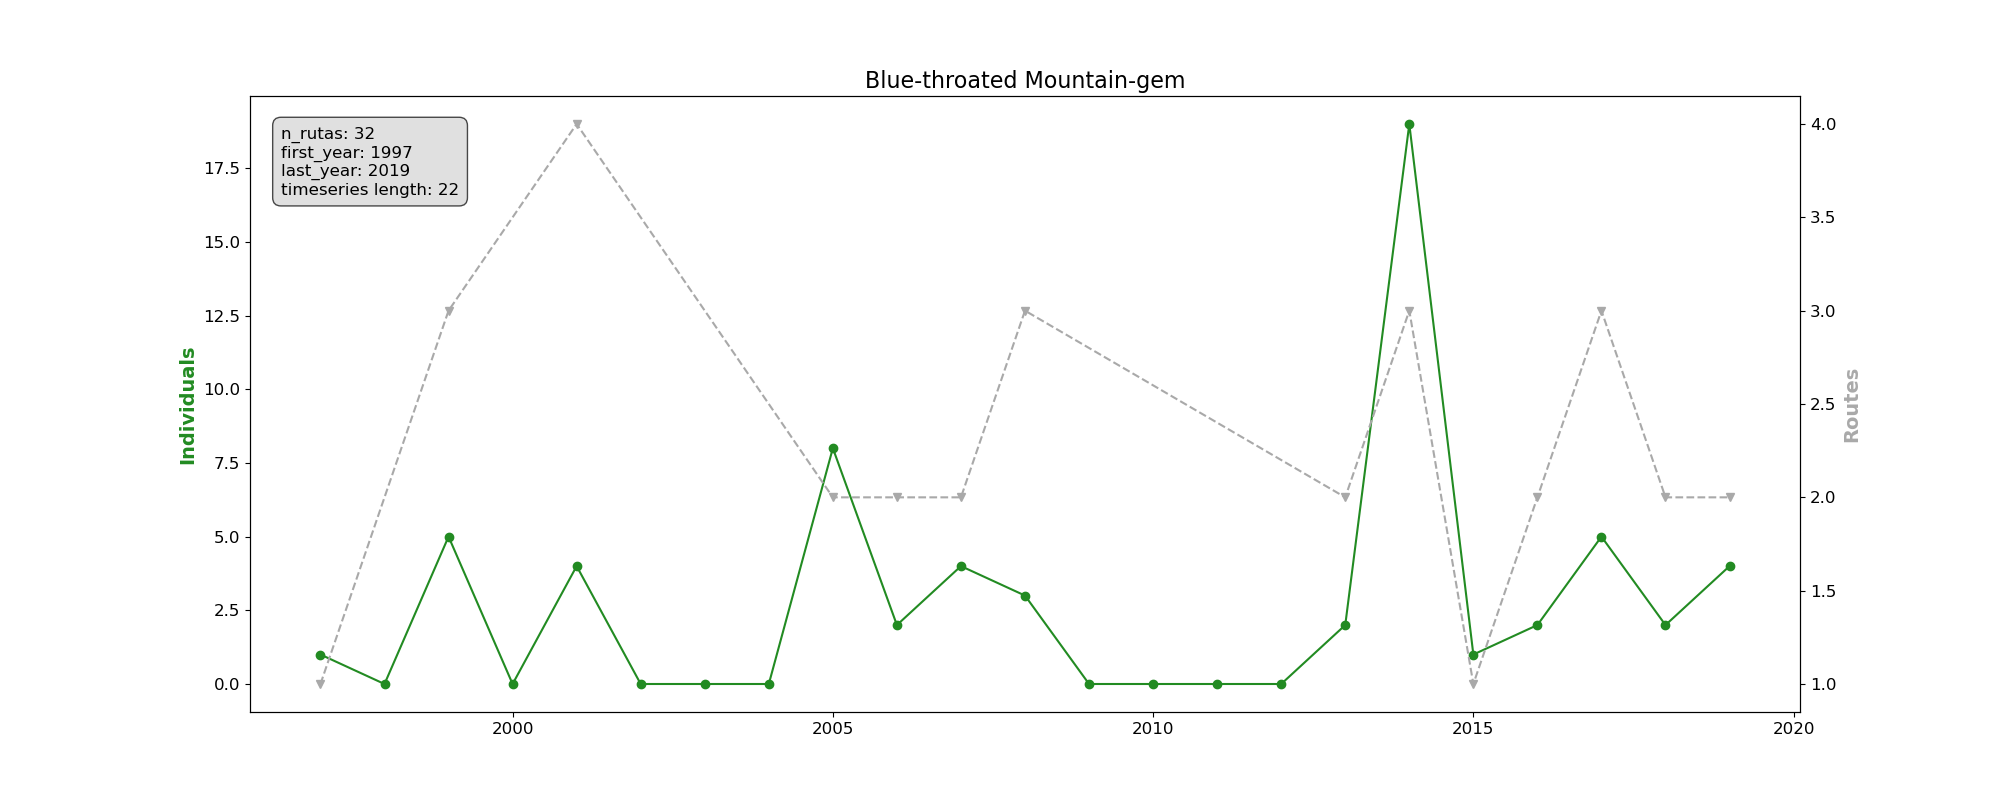 Blue-throated Mountain-gem
n_rutas: 32
first_year: 1997
last_year: 2019
timeseries length: 22
Individuals
17.5
15.0
12.5
10.0
7.5
5.0
2.5
0.0
4.0
3.5
3.0
2.5
2.0
1.5
1.0
Routes
2000 2005 2010 2015 2020